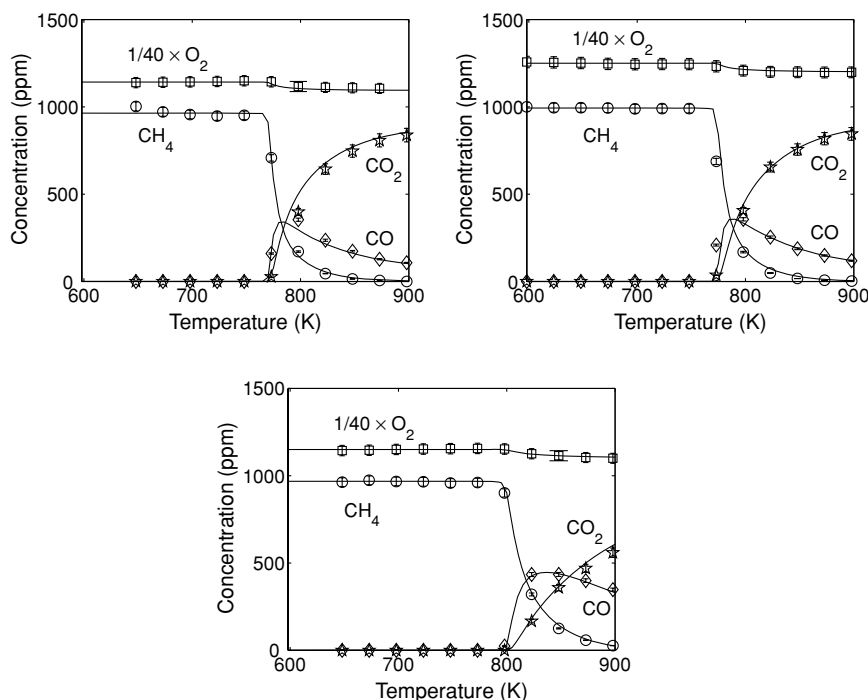 1500
1/40 × O2
1000
CH4
CO2
500
CO
0
600 700 800 900
Temperature (K)
Concentration (ppm)
1500
1/40 × O2
1000
CH4
CO2
500
CO
0
600 700 800 900
Temperature (K)
Concentration (ppm)
1500
1/40 × O2
1000
CH4
CO2
500
CO
0
600 700 800 900
Temperature (K)
Concentration (ppm)